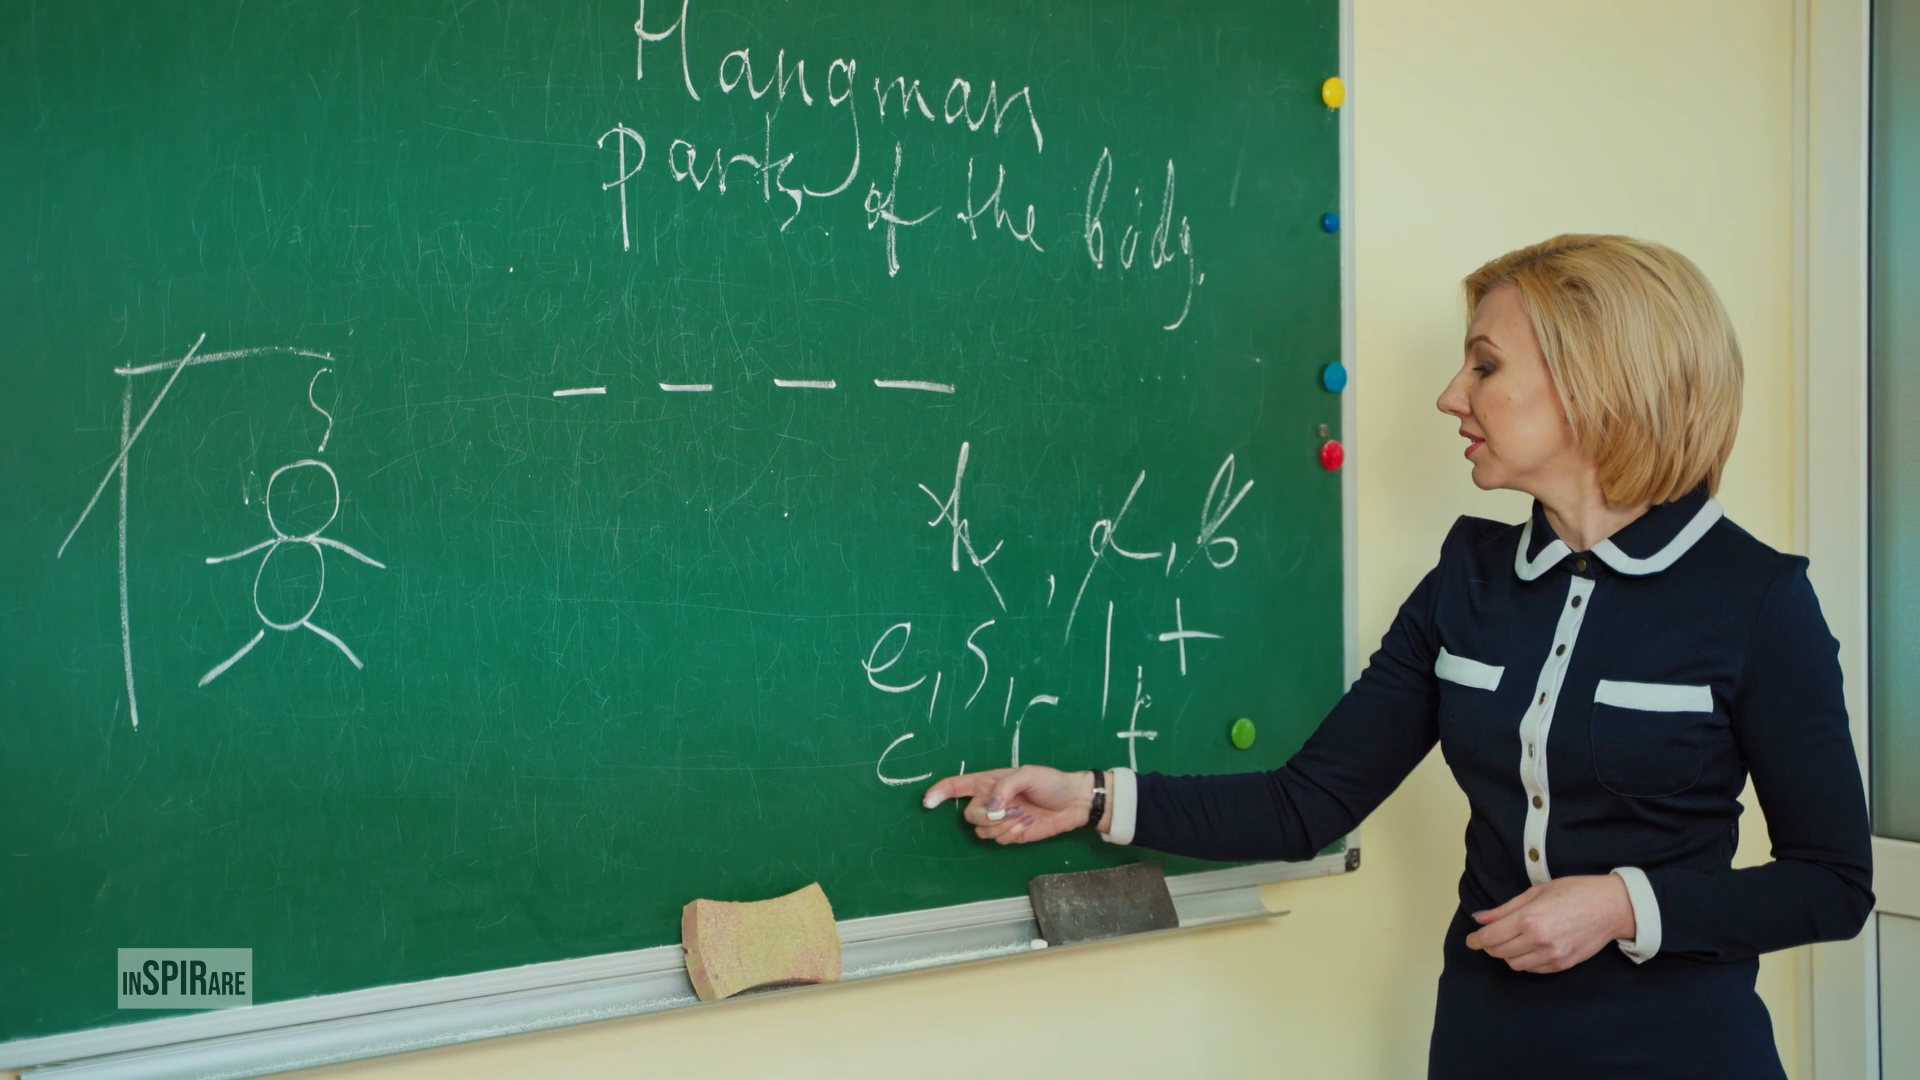 Hangman
parts of the body.
k, a, b
e, s, l, t
c, r, f
INSPIRARE